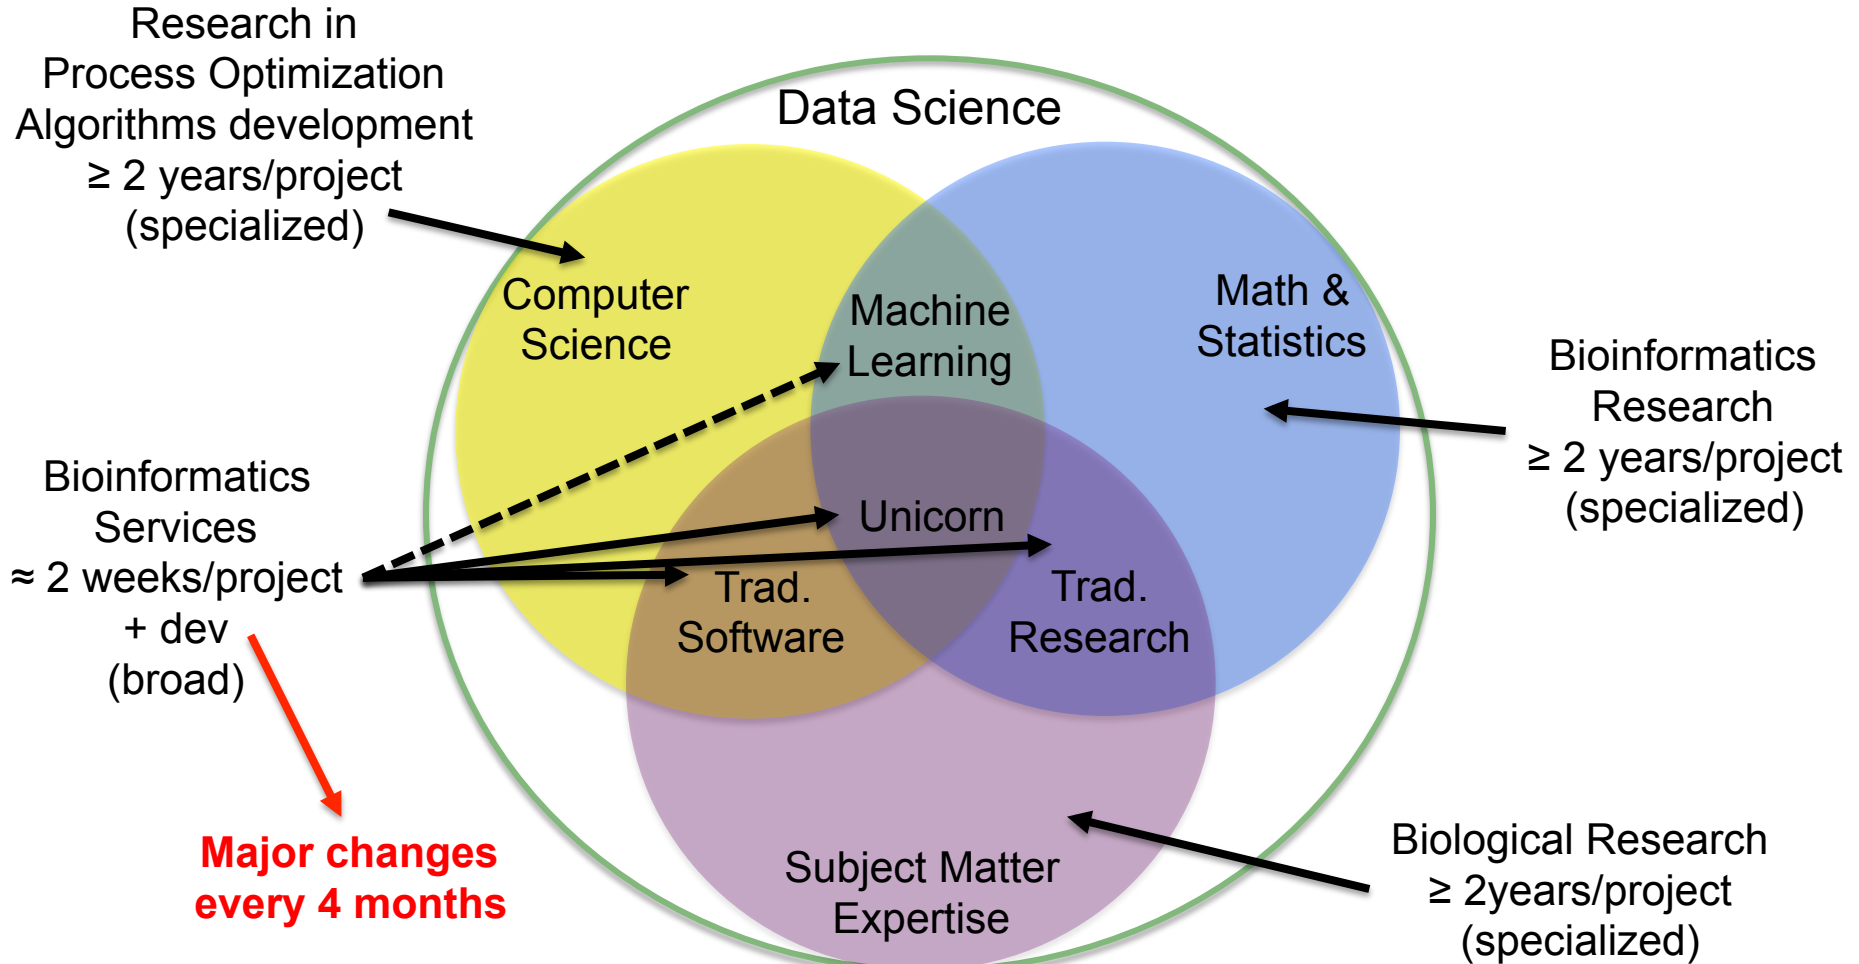 Research in
Process Optimization
Algorithms development
≥ 2 years/project
(specialized)
Data Science
Computer
Science
Machine
Learning
Math &
Statistics
Bioinformatics
Research
≥ 2 years/project
(specialized)
Bioinformatics
Services
≈ 2 weeks/project
+ dev
(broad)
Unicorn
Trad.
Software
Trad.
Research
Major changes
every 4 months
Subject Matter
Expertise
Biological Research
≥ 2years/project
(specialized)